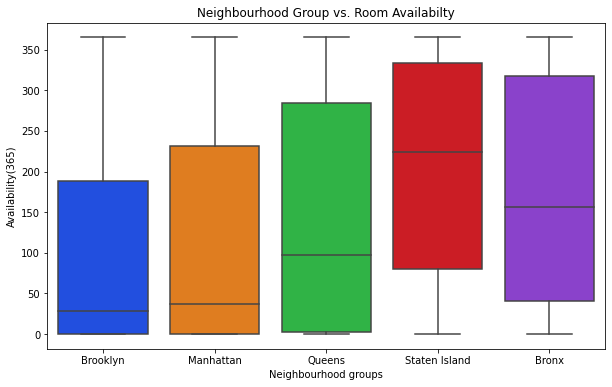 Neighbourhood Group vs. Room Availabilty
Availability(365)
350
300
250
200
150
100
50
0
Brooklyn Manhattan Queens Staten Island Bronx
Neighbourhood groups